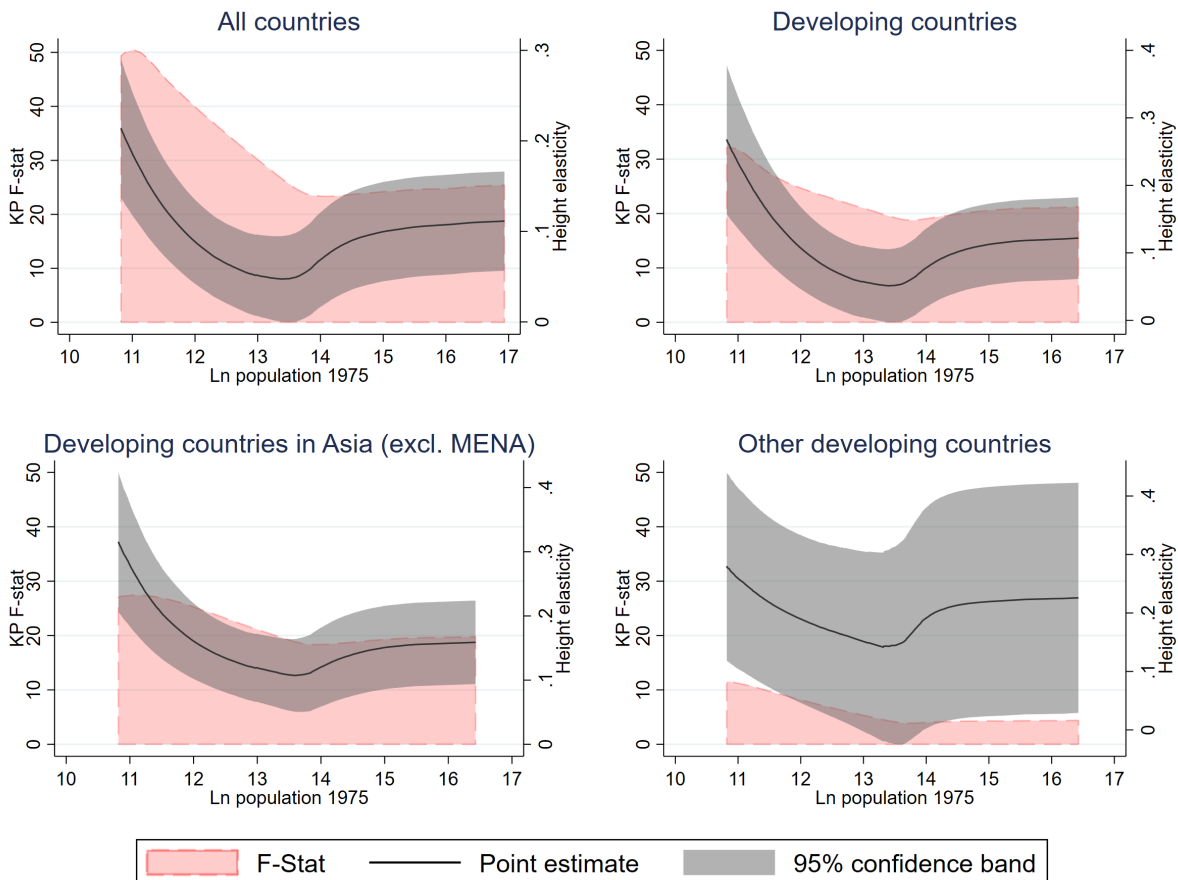 All countries
KP F-stat
0 10 20 30 40 50
Height elasticity
0 .1 .2 .3
10 11 12 13 14 15 16 17
Ln population 1975
Developing countries
KP F-stat
0 10 20 30 40 50
Height elasticity
0 .1 .2 .3 .4
10 11 12 13 14 15 16 17
Ln population 1975
Developing countries in Asia (excl. MENA)
KP F-stat
0 10 20 30 40 50
Height elasticity
0 .1 .2 .3 .4
10 11 12 13 14 15 16 17
Ln population 1975
Other developing countries
KP F-stat
0 10 20 30 40 50
Height elasticity
0 .1 .2 .3 .4
10 11 12 13 14 15 16 17
Ln population 1975
F-Stat Point estimate 95% confidence band